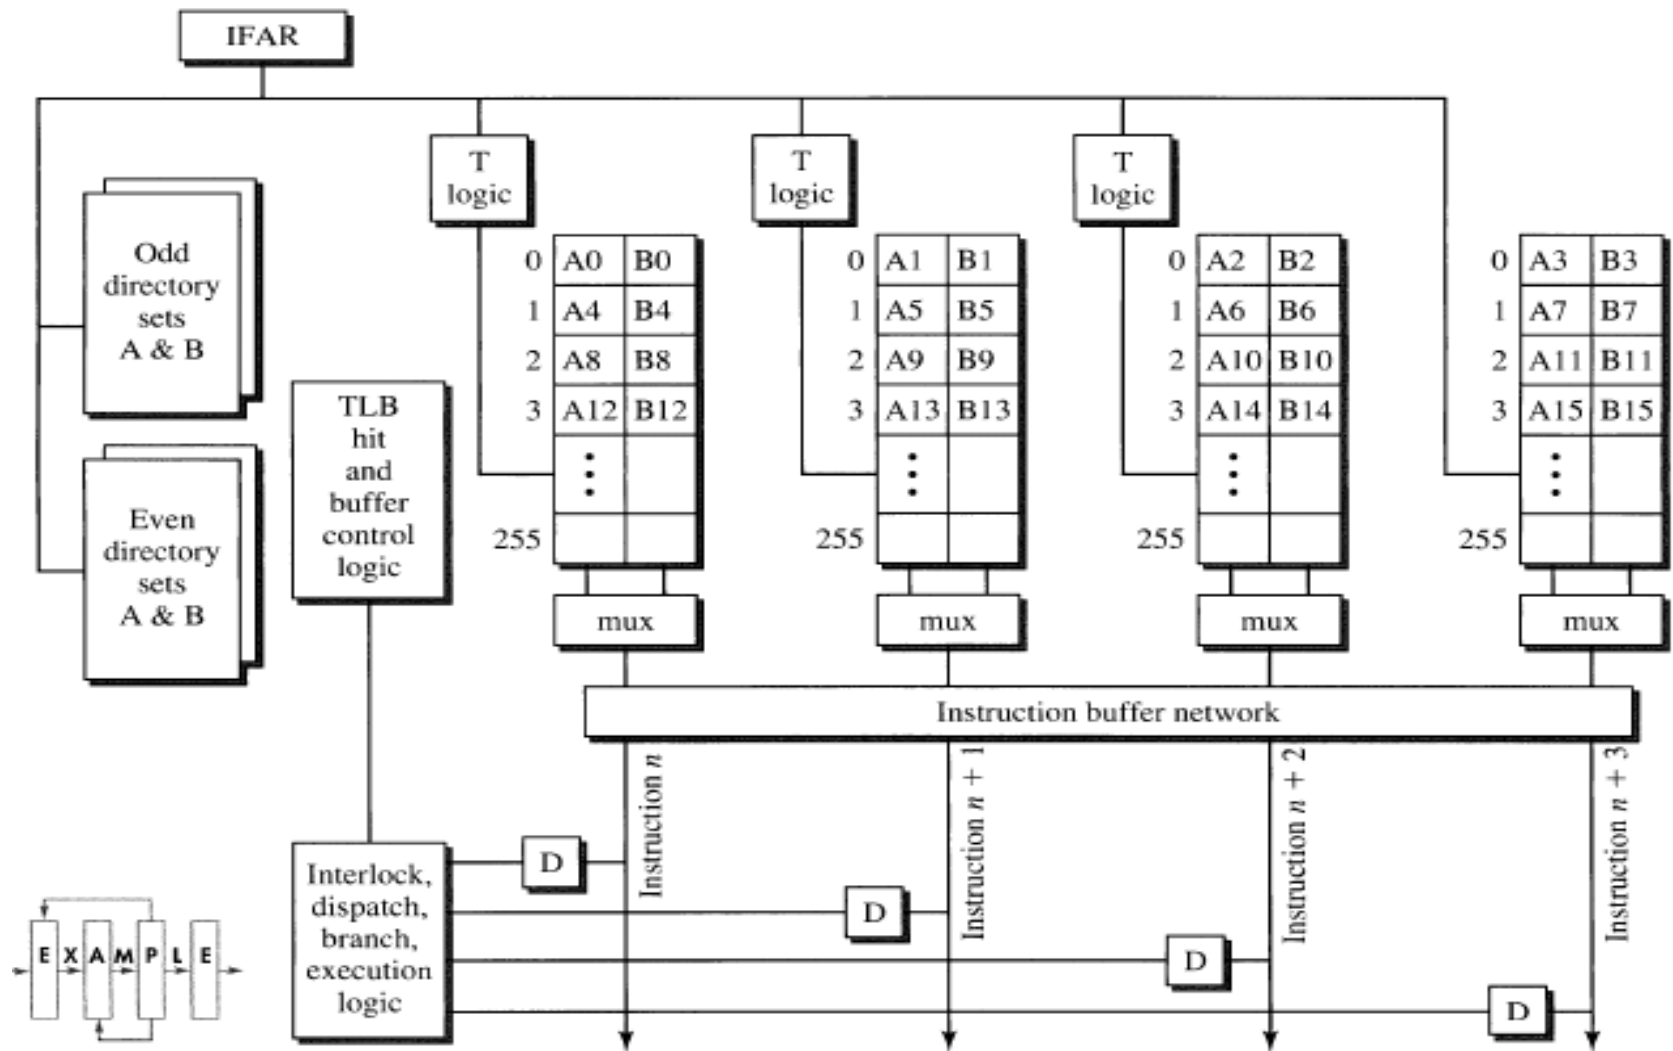 IFAR
T
logic
T
logic
T
logic
Odd
directory
sets
A & B
Even
directory
sets
A & B
TLB
hit
and
buffer
control
logic
0 A0 B0
1 A4 B4
2 A8 B8
3 A12 B12
255
mux
0 A1 B1
1 A5 B5
2 A9 B9
3 A13 B13
255
mux
0 A2 B2
1 A6 B6
2 A10 B10
3 A14 B14
255
mux
0 A3 B3
1 A7 B7
2 A11 B11
3 A15 B15
255
mux
Instruction buffer network
Instruction n
Instruction n + 1
Instruction n + 2
Instruction n + 3
Interlock,
dispatch,
branch,
execution
logic
D
D
D
D
EXAMPLE